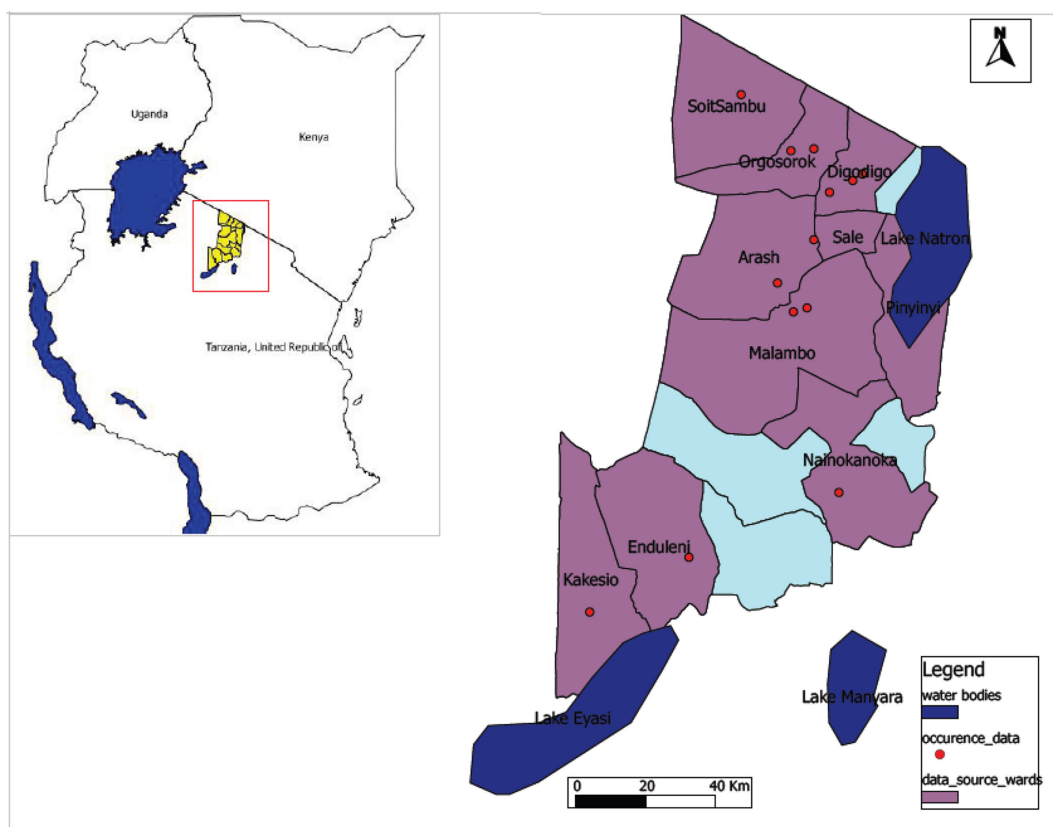 Uganda
Kenya
Tanzania, United Republic of
N
SoitSambu
Orgosorok
Digodigo
Lake Natron
Sale
Arash
Pinyinyi
Malambo
Nainokanoka
Enduleni
Kakesio
Lake Manyara
Lake Eyasi
0 20 40 Km
Legend
water bodies
occurence_data
data_source_wards